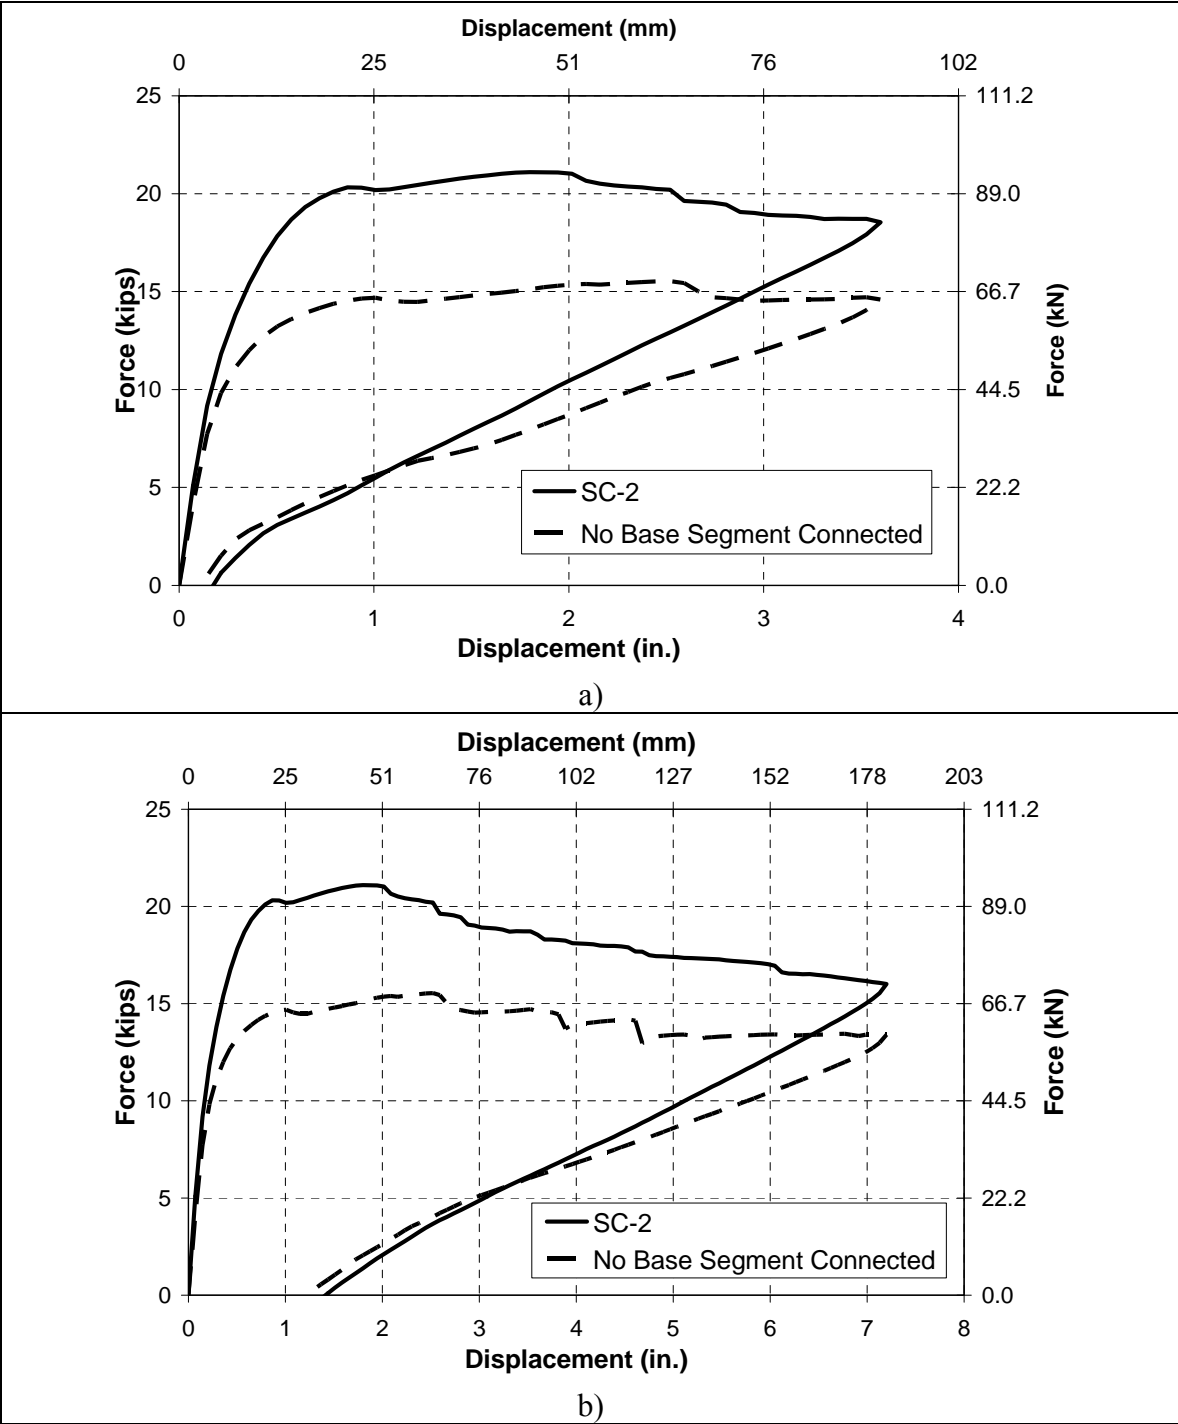 Displacement (mm)
0 25 51 76 102
25 111.2
20 89.0
15 66.7
10 44.5
5 22.2
0 0.0
Force (kips)
Force (kN)
SC-2
No Base Segment Connected
0 1 2 3 4
Displacement (in.)
a)
Displacement (mm)
0 25 51 76 102 127 152 178 203
25 111.2
20 89.0
15 66.7
10 44.5
5 22.2
0 0.0
Force (kips)
Force (kN)
SC-2
No Base Segment Connected
0 1 2 3 4 5 6 7 8
Displacement (in.)
b)